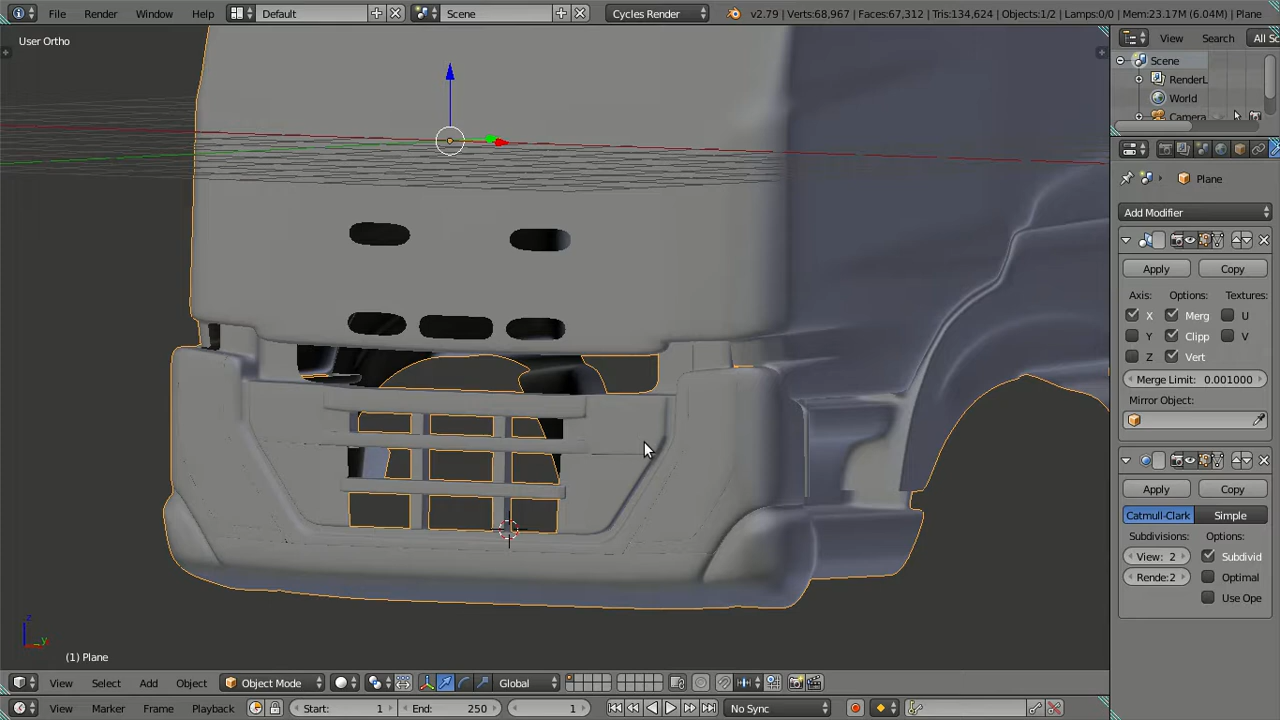 File Render Window Help Default Scene Cycles Render v2.79 | Verts:68,967 | Faces:67,312 | Tris:134,624 | Objects:1/2 | Lamps:0/0 | Mem:23.17M (6.04M) | Plane
User Ortho
View Search All Sc
Scene
RenderL
World
Camera
Plane
Add Modifier
Apply Copy
Axis: Options: Textures:
X Merg U
Y Clipp V
Z Vert
Merge Limit: 0.001000
Mirror Object:
Apply Copy
Catmull-Clark Simple
Subdivisions: Options:
View: 2 Subdivid
Rende:2 Optimal
Use Ope
z
y
(1) Plane
View Select Add Object Object Mode Global
View Marker Frame Playback Start: 1 End: 250 1 No Sync